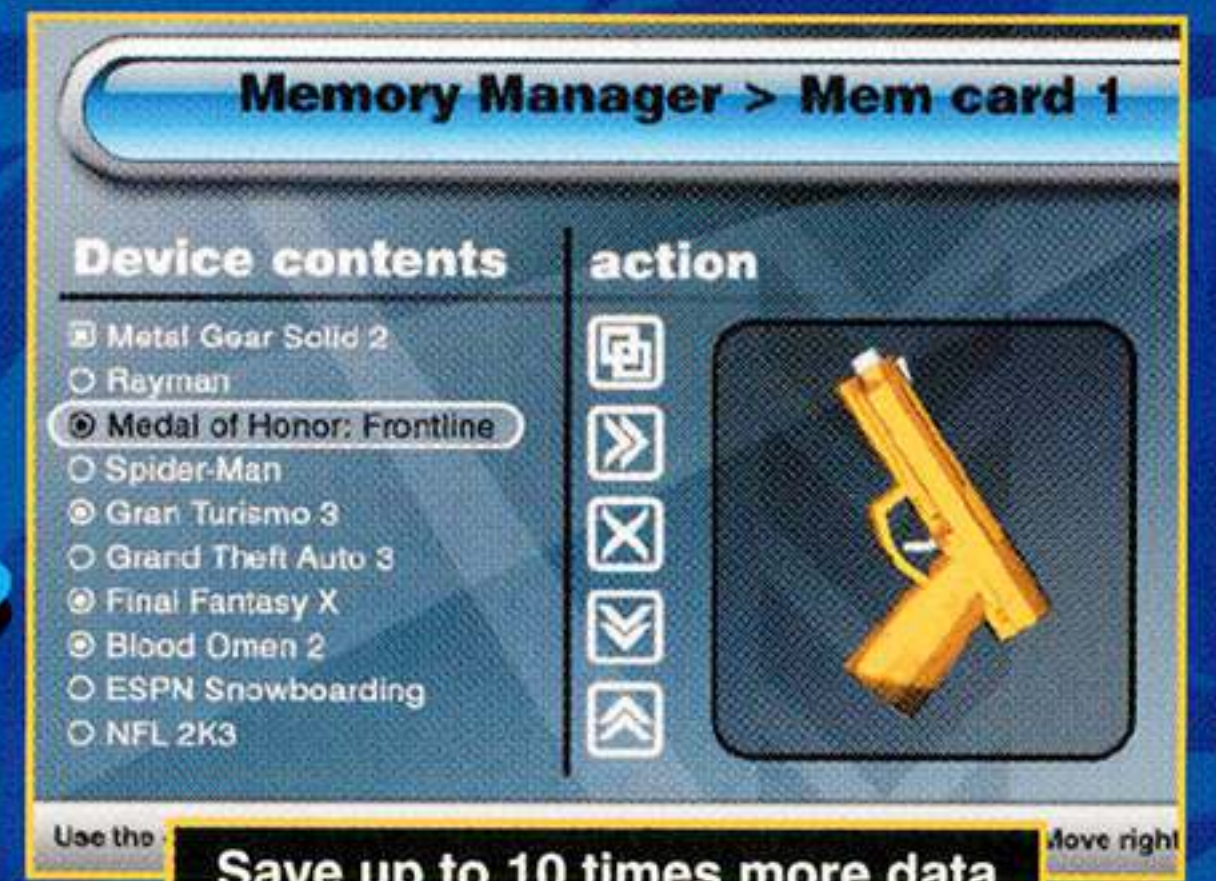 Memory Manager > Mem card 1
Device contents
action
Metal Gear Solid 2
Rayman
Medal of Honor: Frontline
Spider-Man
Gran Turismo 3
Grand Theft Auto 3
Final Fantasy X
Blood Omen 2
ESPN Snowboarding
NFL 2K3
Use the
Move right
Save up to 10 times more data